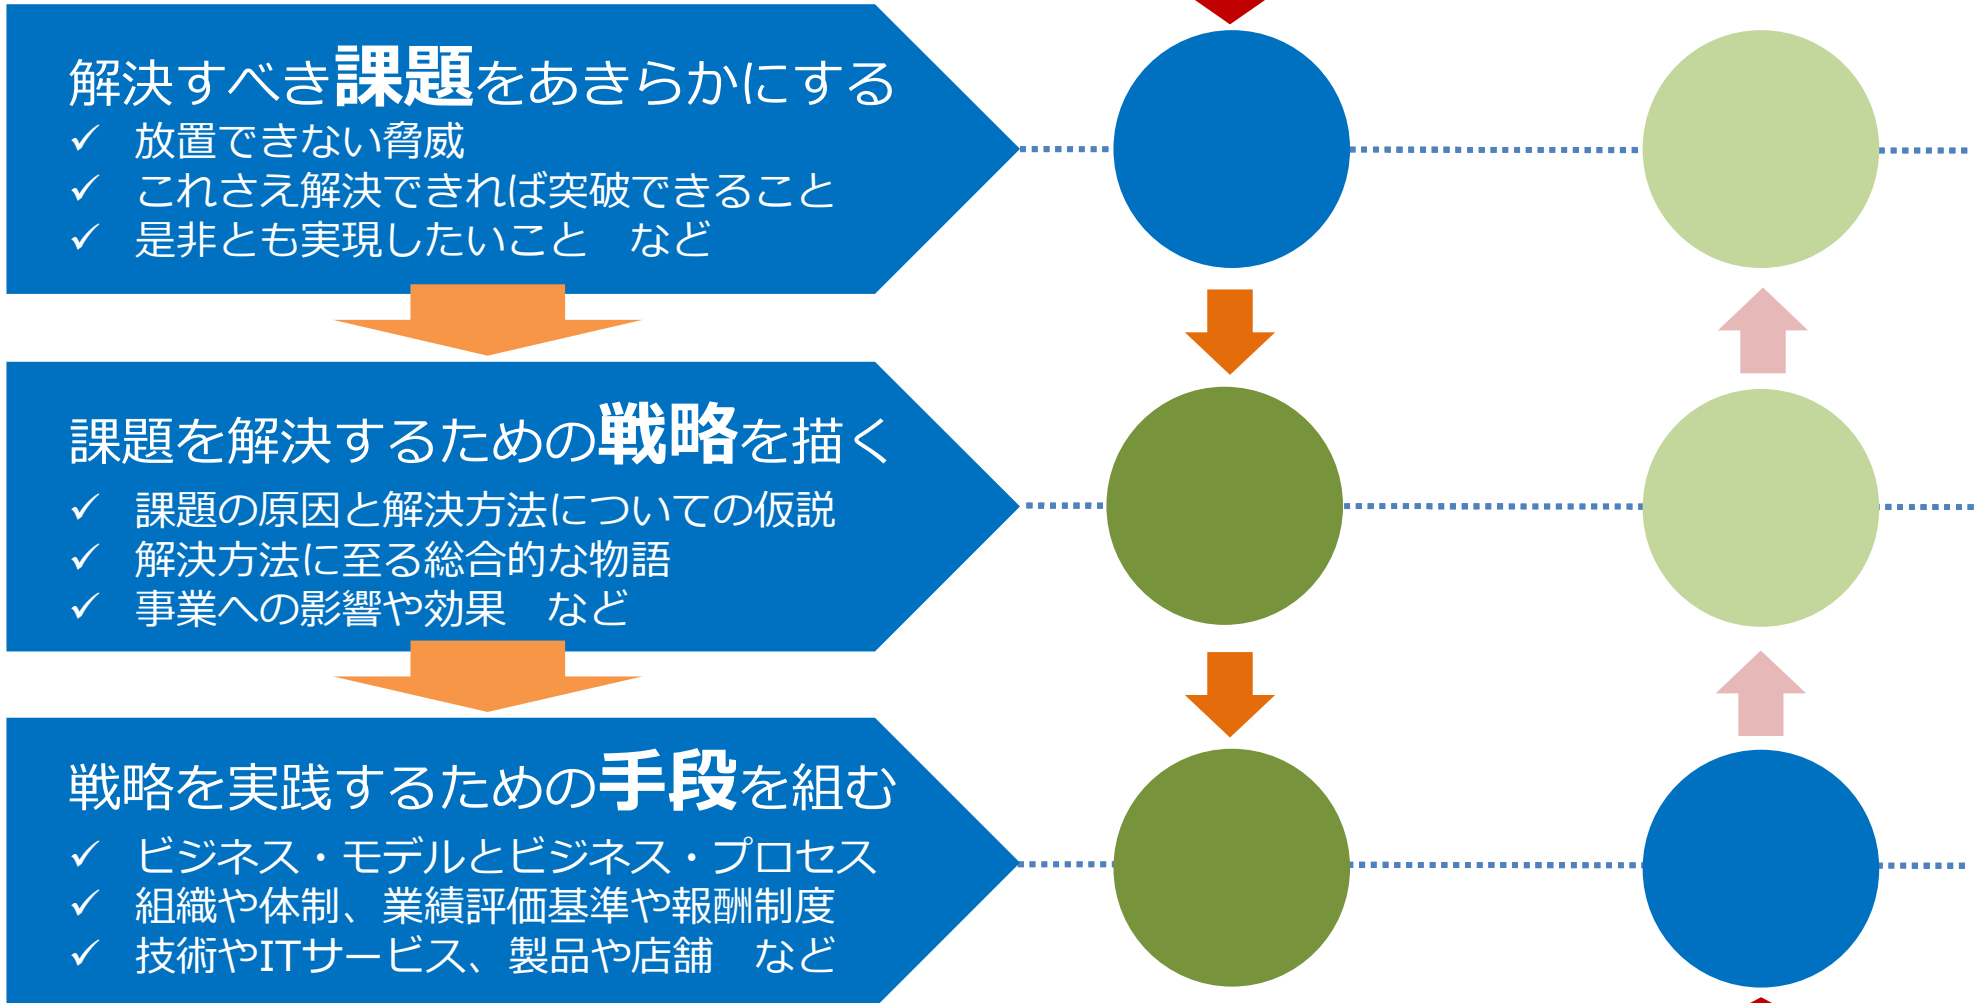 解決すべき課題をあきらかにする
✓ 放置できない脅威
✓ これさえ解決できれば突破できること
✓ 是非とも実現したいこと　など
課題を解決するための戦略を描く
✓ 課題の原因と解決方法についての仮説
✓ 解決方法に至る総合的な物語
✓ 事業への影響や効果　など
戦略を実践するための手段を組む
✓ ビジネス・モデルとビジネス・プロセス
✓ 組織や体制、業績評価基準や報酬制度
✓ 技術やITサービス、製品や店舗　など